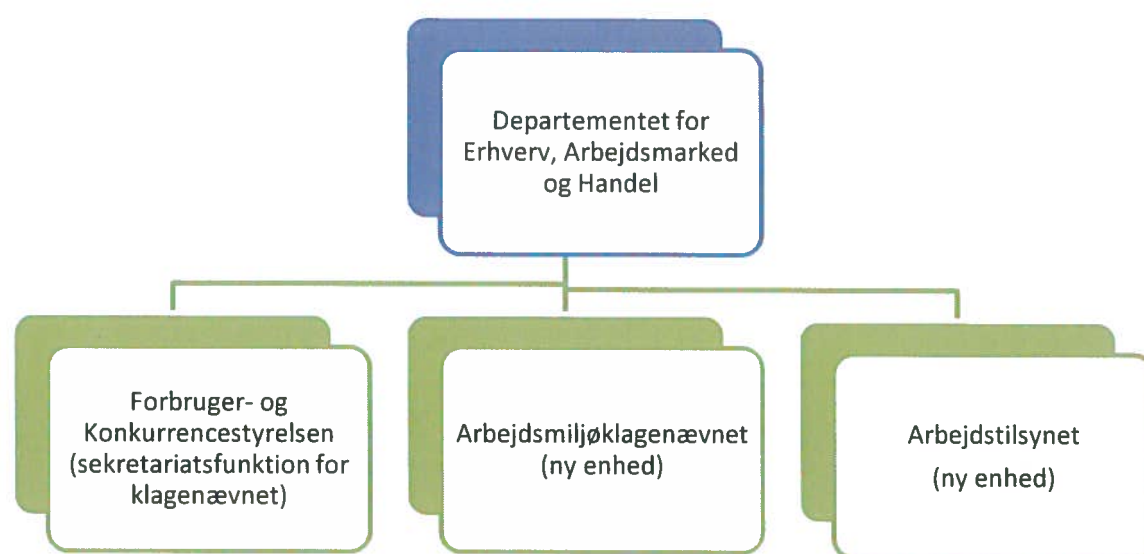 Departementet for
Erhverv, Arbejdsmarked
og Handel
Forbruger- og
Konkurrencestyrelsen
(sekretariatsfunktion for
klagenævnet)
Arbejdsmiljøklagenævnet
(ny enhed)
Arbejdstilsynet
(ny enhed)